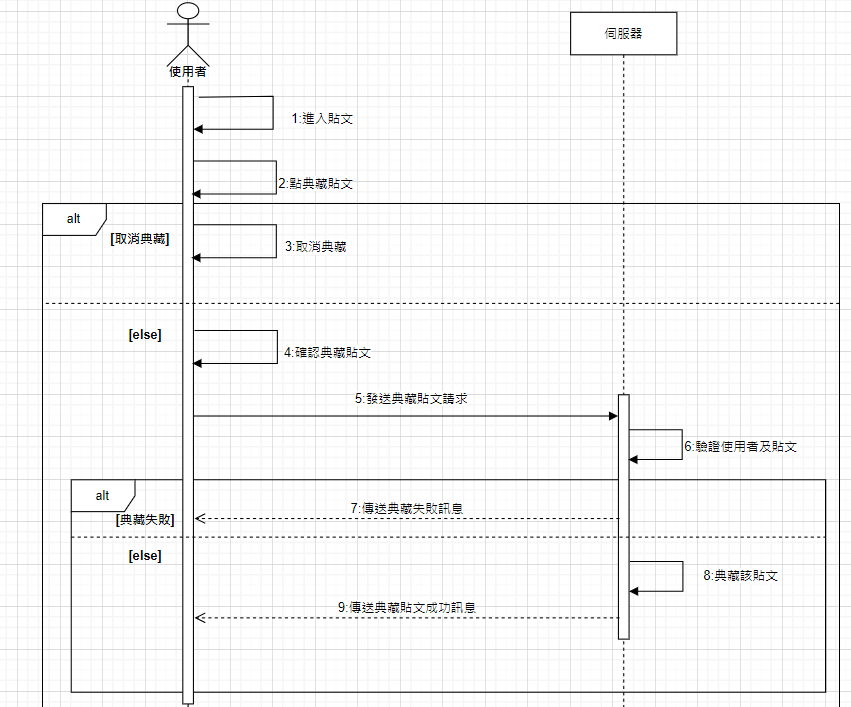 伺服器
使用者
1:進入貼文
2:點典藏貼文
alt
[取消典藏]
3:取消典藏
[else]
4:確認典藏貼文
5:發送典藏貼文請求
6:驗證使用者及貼文
alt
[典藏失敗]
7:傳送典藏失敗訊息
[else]
8:典藏該貼文
9:傳送典藏貼文成功訊息